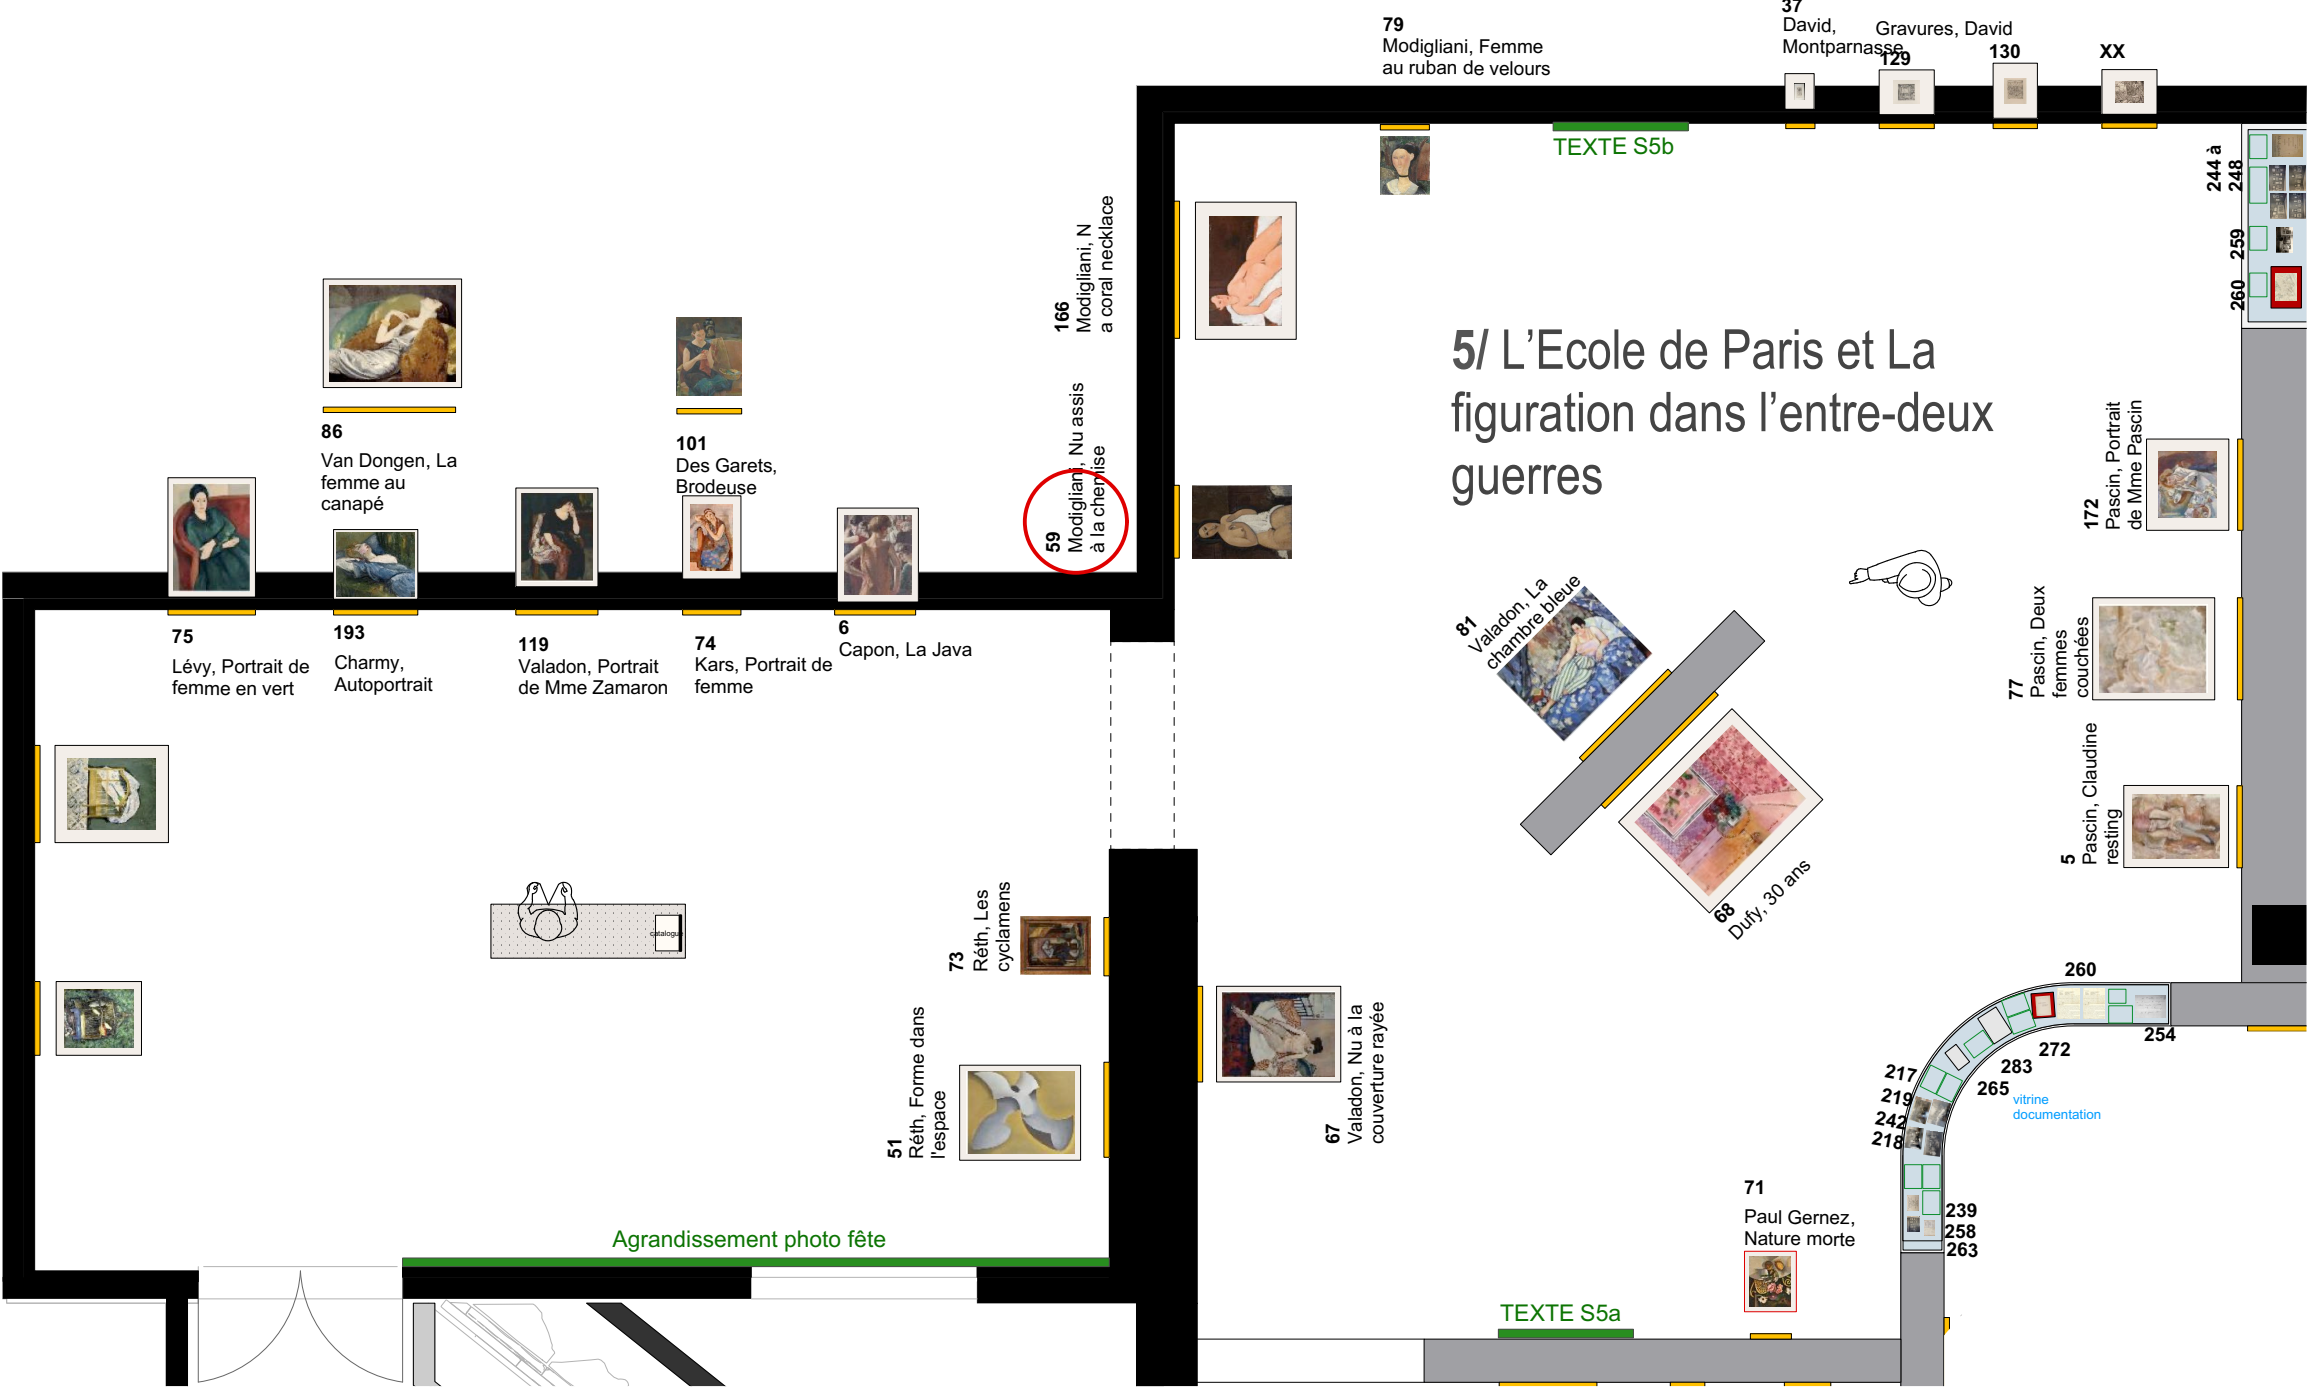 37
David,
Montparnasse
Gravures, David
129
130
XX
79
Modigliani, Femme
au ruban de velours
TEXTE S5b
244 à
248
259
260
166
Modigliani, N
a coral necklace
59
Modigliani, Nu assis
à la chemise
5/ L'Ecole de Paris et La
figuration dans l'entre-deux
guerres
86
Van Dongen, La
femme au
canapé
101
Des Garets,
Brodeuse
75
Lévy, Portrait de
femme en vert
193
Charmy,
Autoportrait
119
Valadon, Portrait
de Mme Zamaron
74
Kars, Portrait de
femme
6
Capon, La Java
172
Pascin, Portrait
de Mme Pascin
77
Pascin, Deux
femmes
couchées
5
Pascin, Claudine
resting
81
Valadon, La
chambre bleue
68
Dufy, 30 ans
catalogue
73
Réth, Les
cyclamens
51
Réth, Forme dans
l'espace
67
Valadon, Nu à la
couverture rayée
260
254
272
283
265
217
219
242
218
vitrine
documentation
239
258
263
71
Paul Gernez,
Nature morte
Agrandissement photo fête
TEXTE S5a